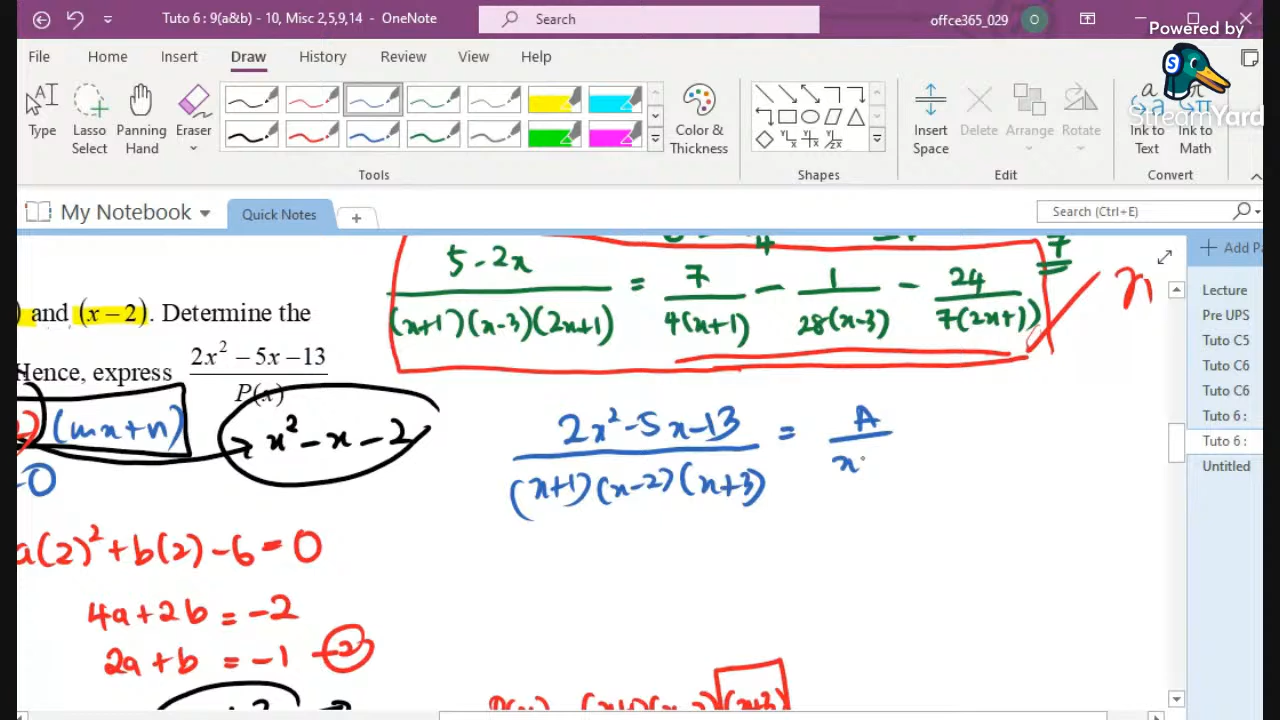 Tuto 6 : 9(a&b) - 10, Misc 2,5,9,14 - OneNote
Search
offce365_029
O
Powered by
StreamYard
File Home Insert Draw History Review View Help
Type
Lasso Select
Panning Hand
Eraser
Color & Thickness
Insert Space
Delete
Arrange
Rotate
Ink to Text
Ink to Math
Tools
Shapes
Edit
Convert
My Notebook
Quick Notes
Search (Ctrl+E)
Add Pa
Lecture
Pre UPS
Tuto C5
Tuto C6
Tuto C6
Tuto 6 :
Tuto 6 :
Untitled
) and (x – 2). Determine the
Hence, express (2x² – 5x – 13)/P(x)
(5 - 2x)/((x+1)(x-3)(2x+1)) = 7/(4(x+1)) - 1/(28(x-3)) - 24/(7(2x+1))
7
(mx+n)
x² - x - 2
(2x² - 5x - 13)/((x+1)(x-2)(x+3)) = A/x
a(2)² + b(2) - 6 = 0
4a + 2b = -2
2a + b = -1 — 2
(x+3)